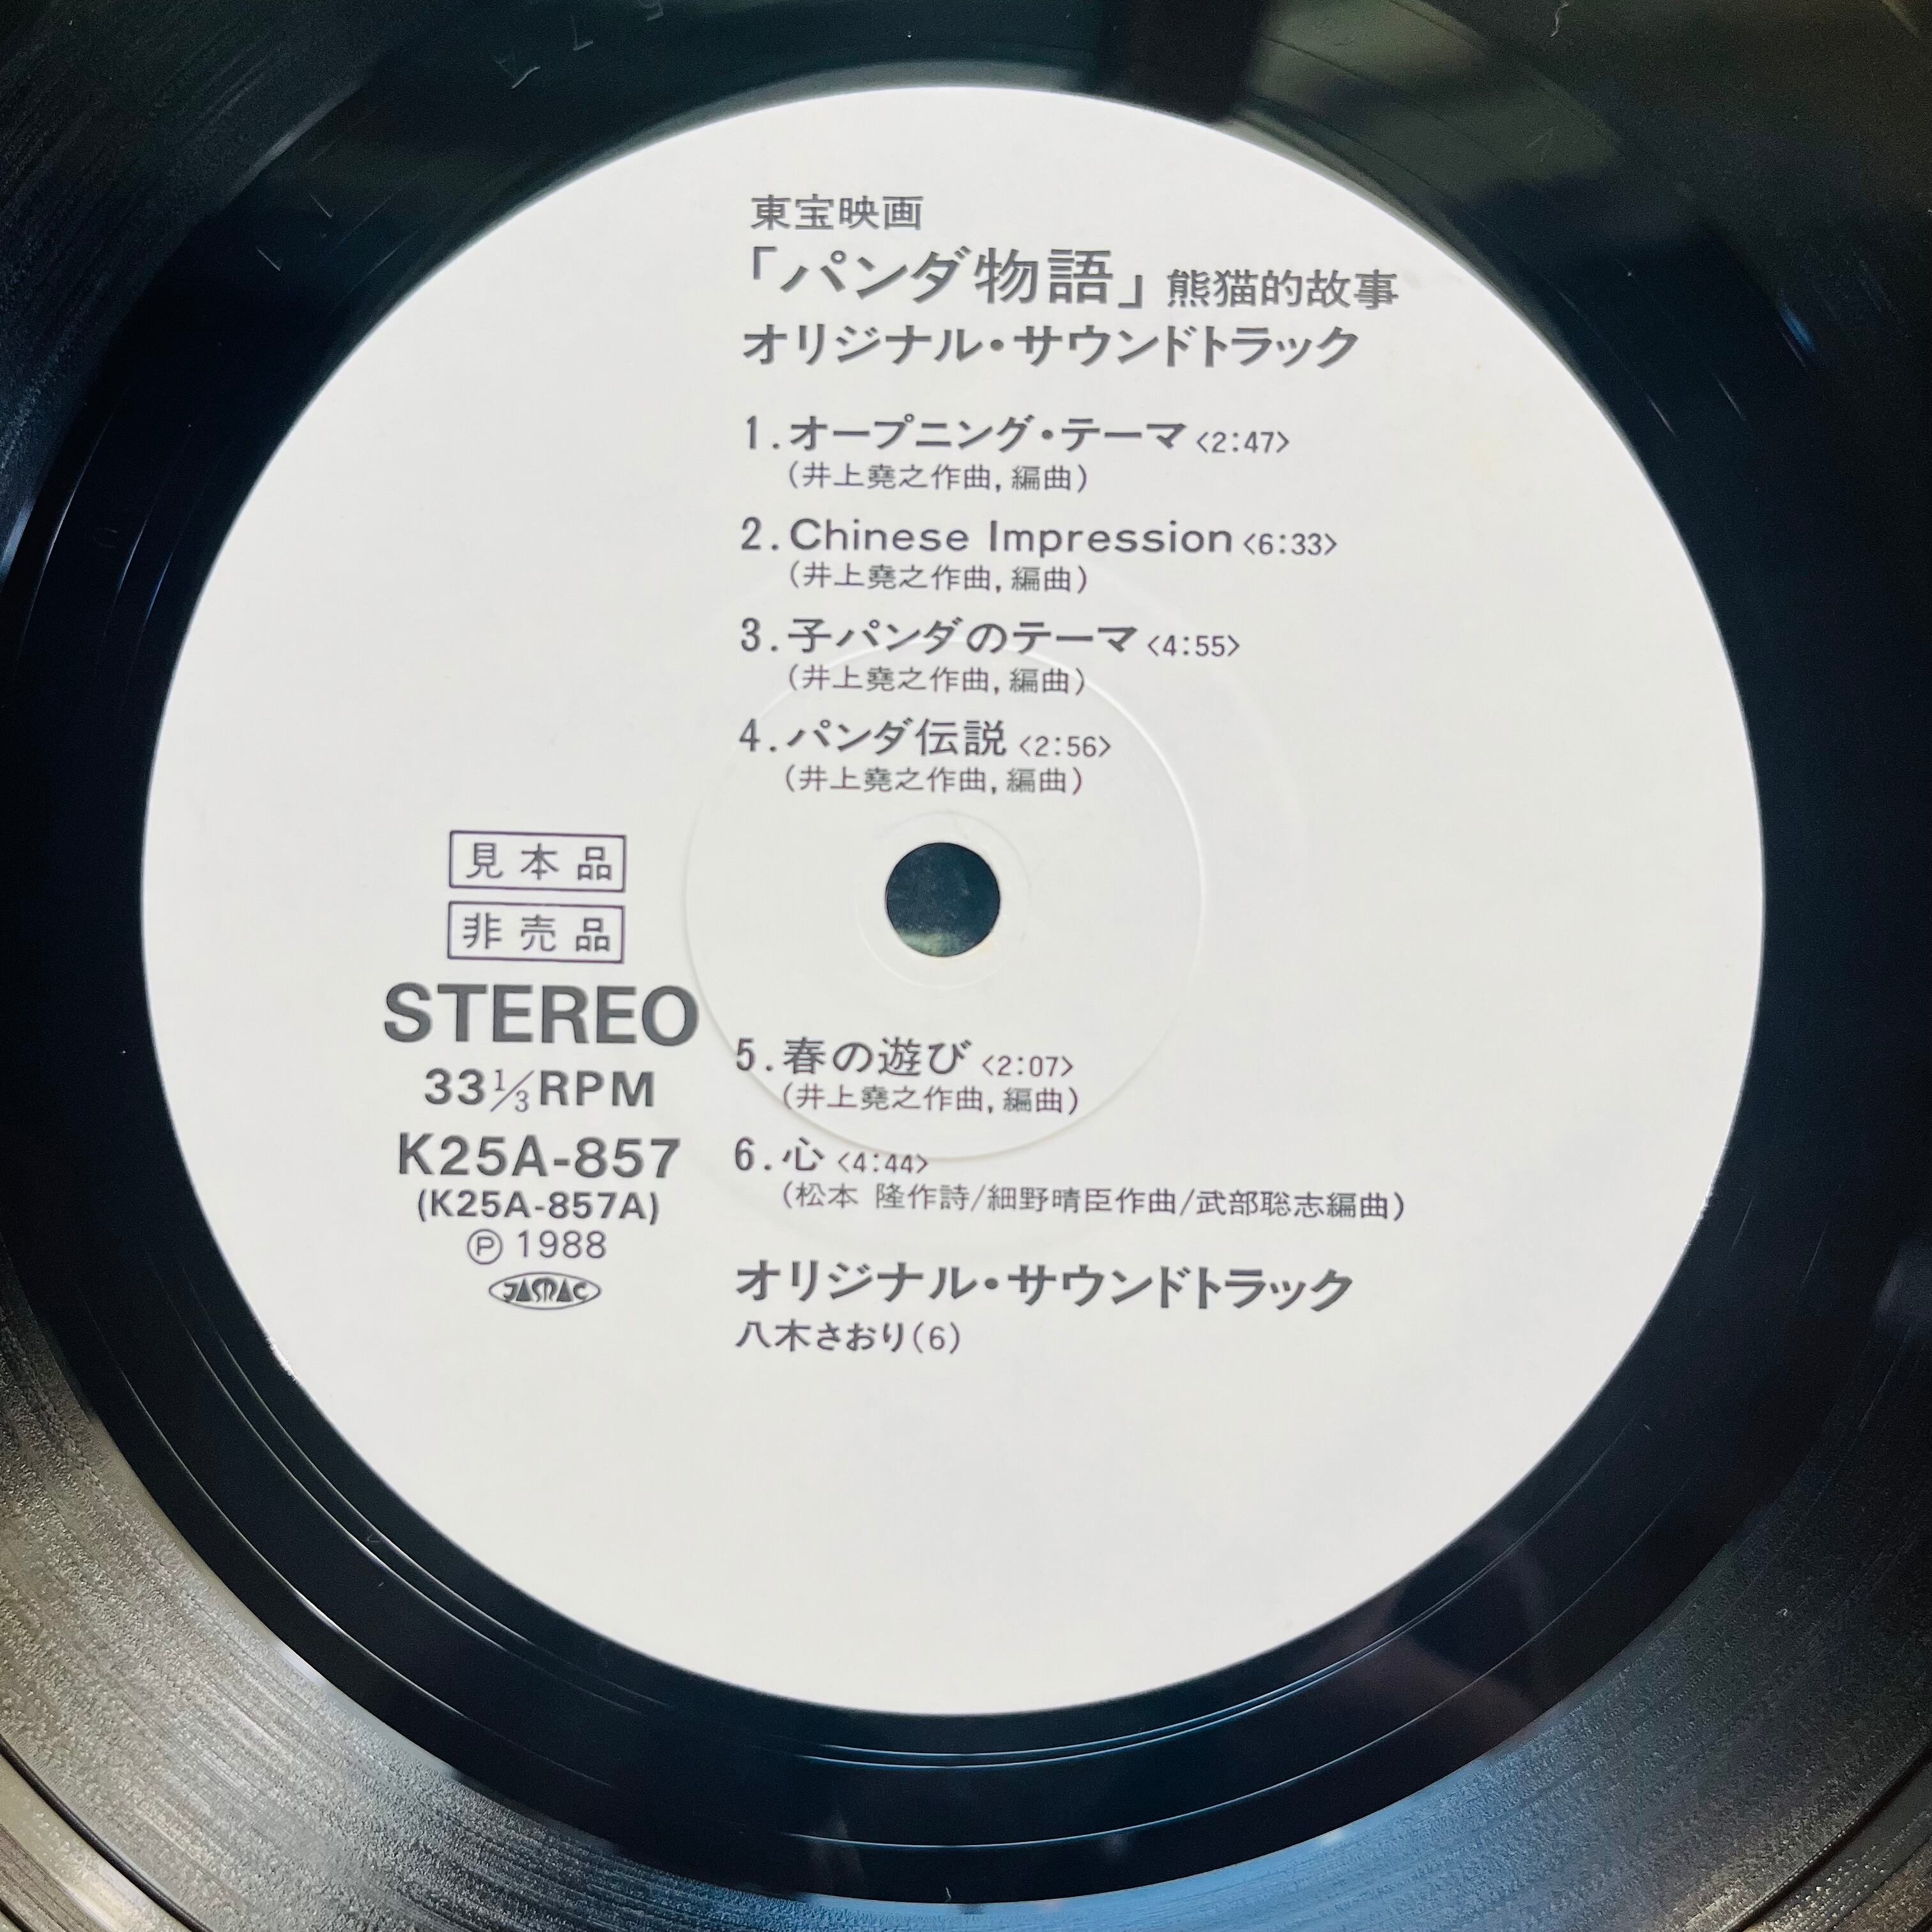 東宝映画
「パンダ物語」熊猫的故事
オリジナル・サウンドトラック
1.オープニング・テーマ<2:47>
(井上堯之作曲,編曲)
2.Chinese Impression<6:33>
(井上堯之作曲,編曲)
3.子パンダのテーマ<4:55>
(井上堯之作曲,編曲)
4.パンダ伝説<2:56>
(井上堯之作曲,編曲)
見本品
非売品
STEREO
33⅓RPM
K25A-857
(K25A-857A)
Ⓟ1988
JASRAC
5.春の遊び<2:07>
(井上堯之作曲,編曲)
6.心<4:44>
(松本 隆作詩/細野晴臣作曲/武部聡志編曲)
オリジナル・サウンドトラック
八木さおり(6)